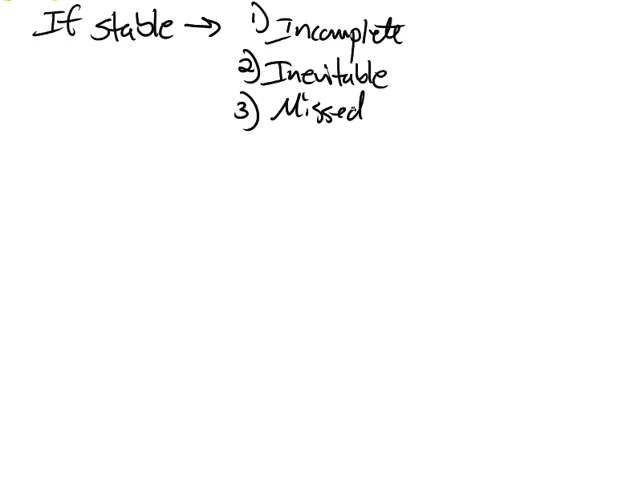 If stable → 1) Incomplete
2) Inevitable
3) Missed